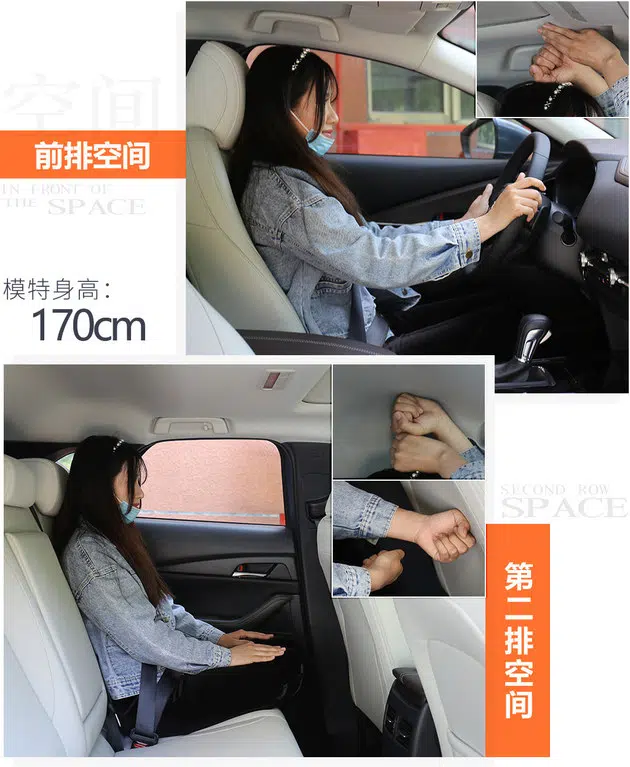 空间
前排空间
IN FRONT OF
THE SPACE
模特身高：
170cm
SECOND ROW
SPACE
第二排空间